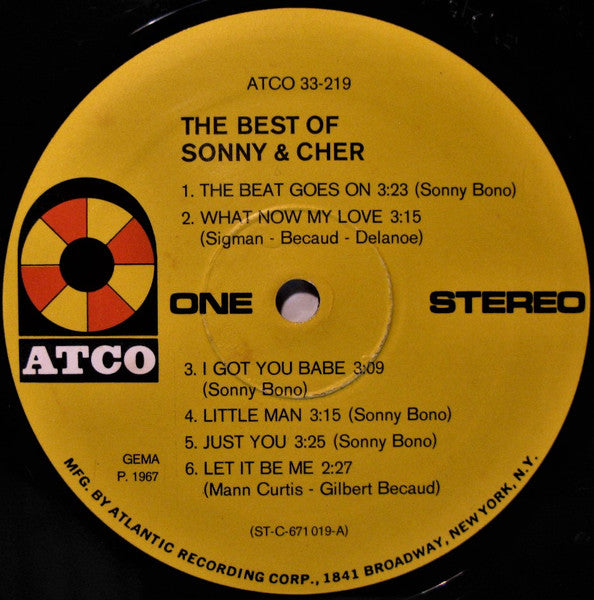 ATCO 33-219
THE BEST OF
SONNY & CHER
1. THE BEAT GOES ON 3:23 (Sonny Bono)
2. WHAT NOW MY LOVE 3:15
(Sigman - Becaud - Delanoe)
ATCO
ONE
STEREO
3. I GOT YOU BABE 3:09
(Sonny Bono)
4. LITTLE MAN 3:15 (Sonny Bono)
5. JUST YOU 3:25 (Sonny Bono)
6. LET IT BE ME 2:27
(Mann Curtis - Gilbert Becaud)
GEMA
P. 1967
(ST-C-671 019-A)
MFG. BY ATLANTIC RECORDING CORP., 1841 BROADWAY, NEW YORK, N.Y.